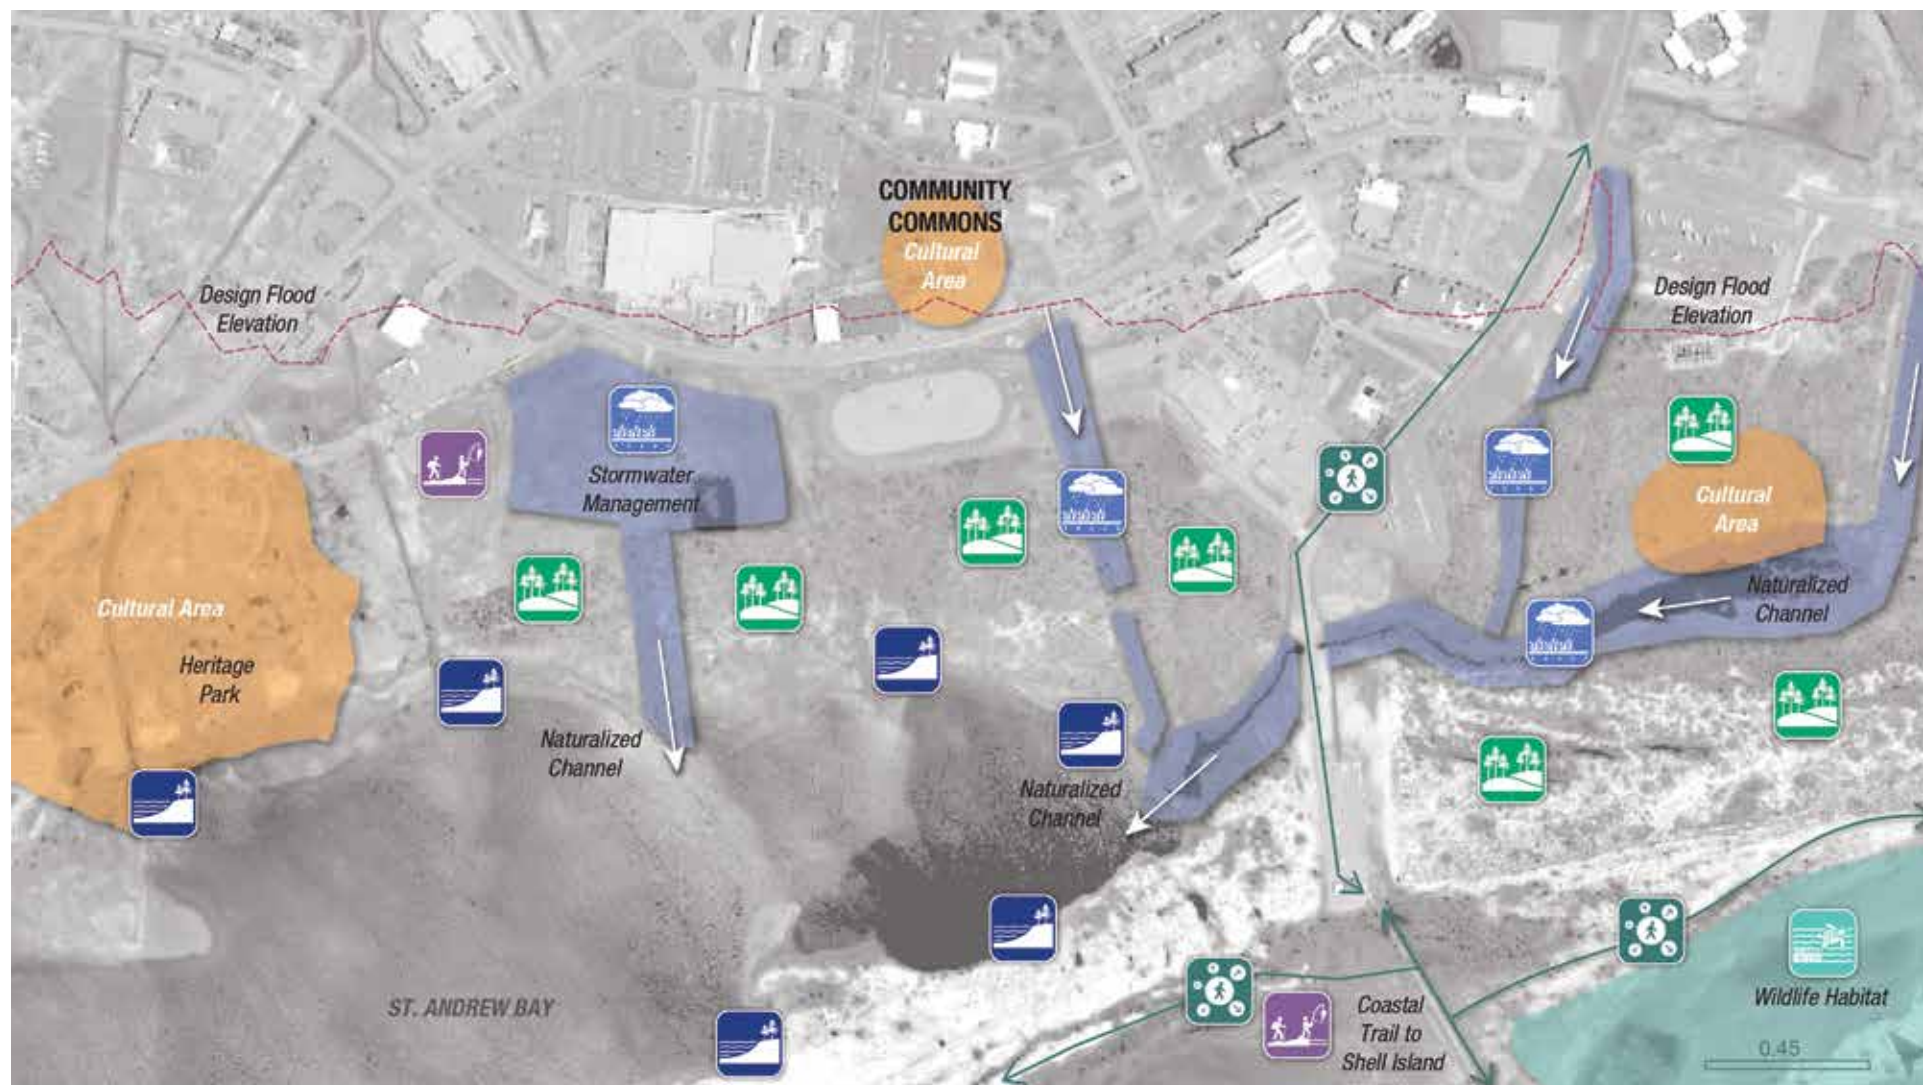 COMMUNITY
COMMONS
Cultural
Area
Design Flood
Elevation
Design Flood
Elevation
Stormwater
Management
Cultural
Area
Naturalized
Channel
Cultural Area
Heritage
Park
Naturalized
Channel
Naturalized
Channel
ST. ANDREW BAY
Coastal
Trail to
Shell Island
Wildlife Habitat
0.45